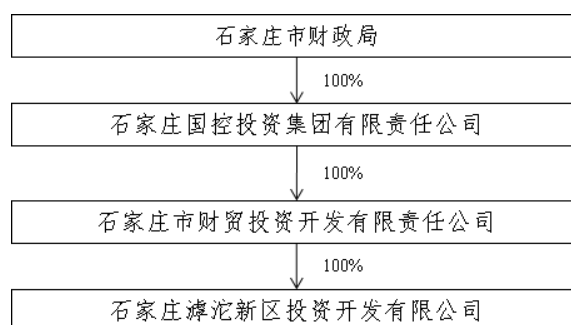 石家庄市财政局
100%
石家庄国控投资集团有限责任公司
100%
石家庄市财贸投资开发有限责任公司
100%
石家庄滹沱新区投资开发有限公司